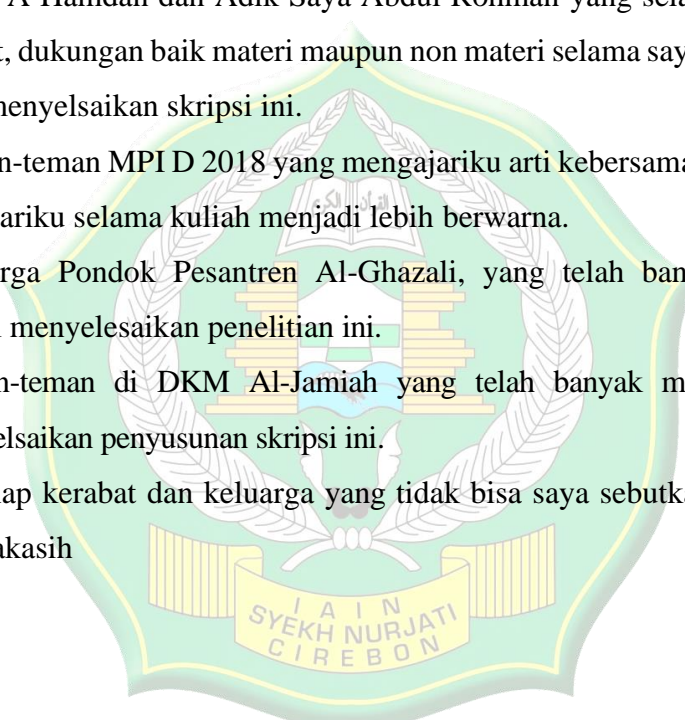 A Hamdan dan Adik Saya Abdul Rohman yang sela
, dukungan baik materi maupun non materi selama say
menyelsaikan skripsi ini.
n-teman MPI D 2018 yang mengajariku arti kebersama
ariku selama kuliah menjadi lebih berwarna.
rga Pondok Pesantren Al-Ghazali, yang telah ban
menyelesaikan penelitian ini.
n-teman di DKM Al-Jamiah yang telah banyak m
elsaikan penyusunan skripsi ini.
ap kerabat dan keluarga yang tidak bisa saya sebutka
akasih
IAIN
SYEKH NURJATI
CIREBON